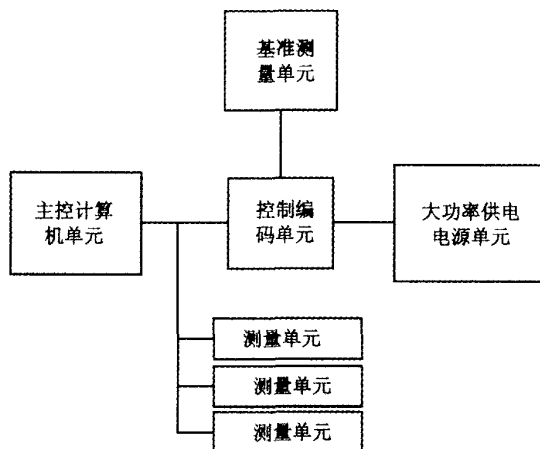 基准测
量单元
主控计算
机单元
控制编
码单元
大功率供电
电源单元
测量单元
测量单元
测量单元